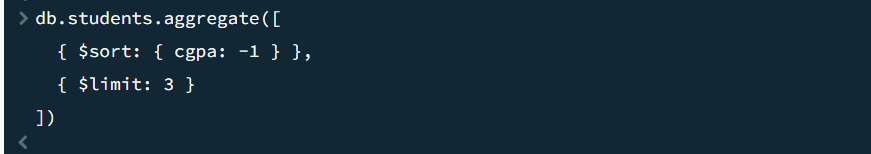 > db.students.aggregate([
{ $sort: { cgpa: -1 } },
{ $limit: 3 }
])
<